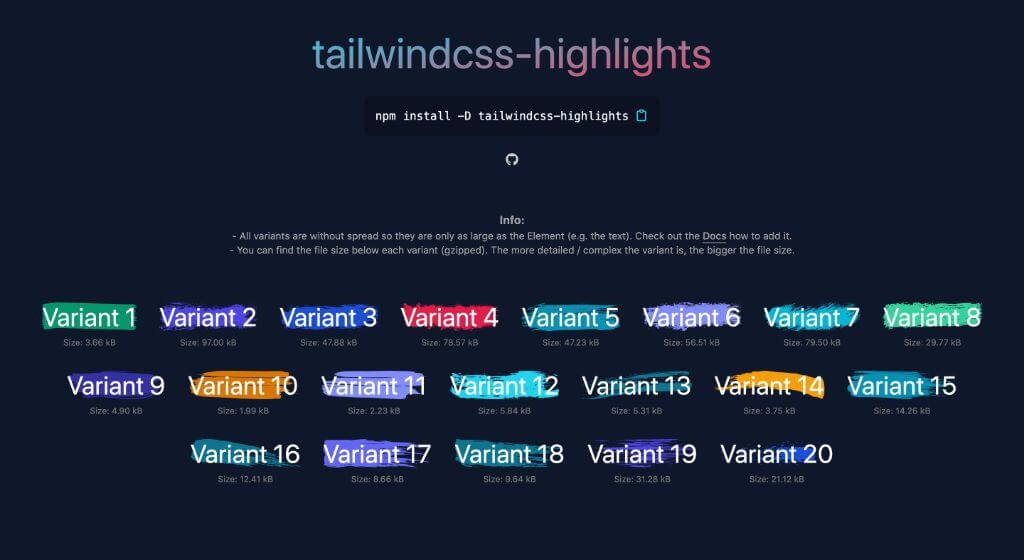 tailwindcss-highlights
npm install -D tailwindcss-highlights
Info:
- All variants are without spread so they are only as large as the Element (e.g. the text). Check out the Docs how to add it.
- You can find the file size below each variant (gzipped). The more detailed / complex the variant is, the bigger the file size.
Variant 1 Variant 2 Variant 3 Variant 4 Variant 5 Variant 6 Variant 7 Variant 8
Size: 3.66 kB Size: 97.00 kB Size: 47.88 kB Size: 78.57 kB Size: 47.23 kB Size: 56.51 kB Size: 79.50 kB Size: 29.77 kB
Variant 9 Variant 10 Variant 11 Variant 12 Variant 13 Variant 14 Variant 15
Size: 4.90 kB Size: 1.99 kB Size: 2.23 kB Size: 5.84 kB Size: 5.31 kB Size: 3.75 kB Size: 14.26 kB
Variant 16 Variant 17 Variant 18 Variant 19 Variant 20
Size: 12.41 kB Size: 8.66 kB Size: 9.64 kB Size: 31.28 kB Size: 21.12 kB